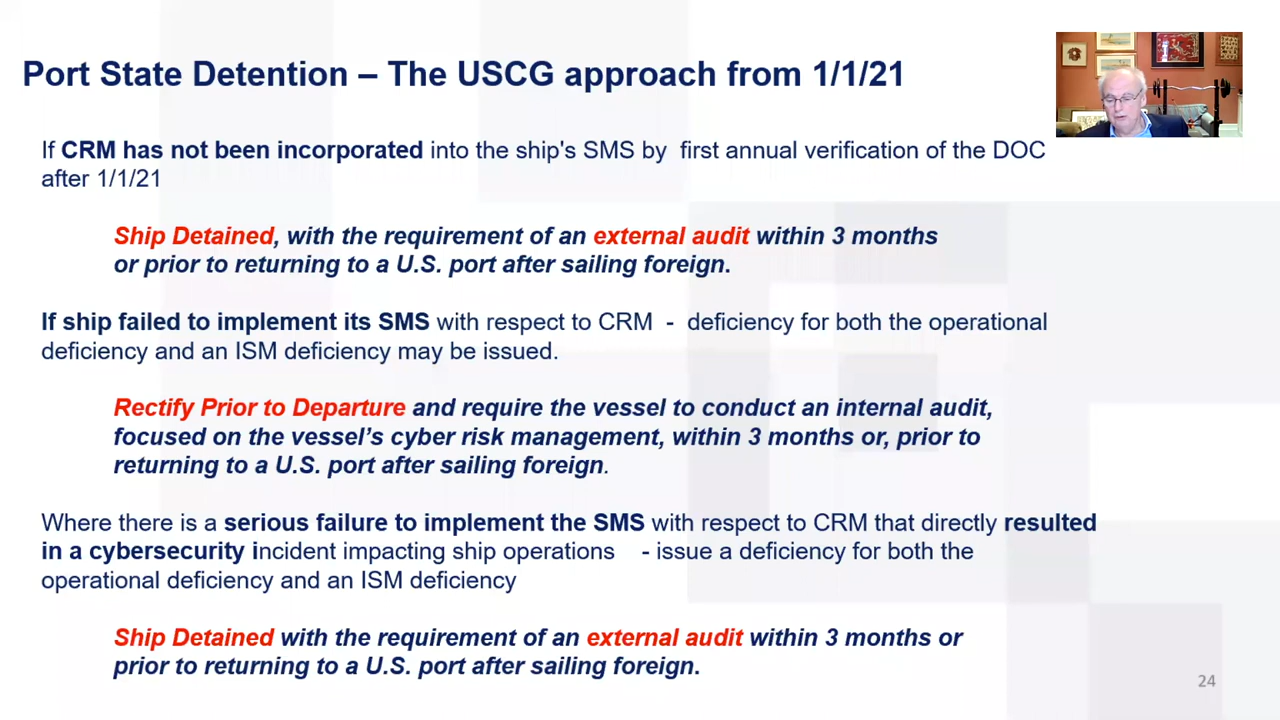 Port State Detention – The USCG approach from 1/1/21
If CRM has not been incorporated into the ship's SMS by first annual verification of the DOC
after 1/1/21
Ship Detained, with the requirement of an external audit within 3 months
or prior to returning to a U.S. port after sailing foreign.
If ship failed to implement its SMS with respect to CRM - deficiency for both the operational
deficiency and an ISM deficiency may be issued.
Rectify Prior to Departure and require the vessel to conduct an internal audit,
focused on the vessel’s cyber risk management, within 3 months or, prior to
returning to a U.S. port after sailing foreign.
Where there is a serious failure to implement the SMS with respect to CRM that directly resulted
in a cybersecurity incident impacting ship operations - issue a deficiency for both the
operational deficiency and an ISM deficiency
Ship Detained with the requirement of an external audit within 3 months or
prior to returning to a U.S. port after sailing foreign.
24